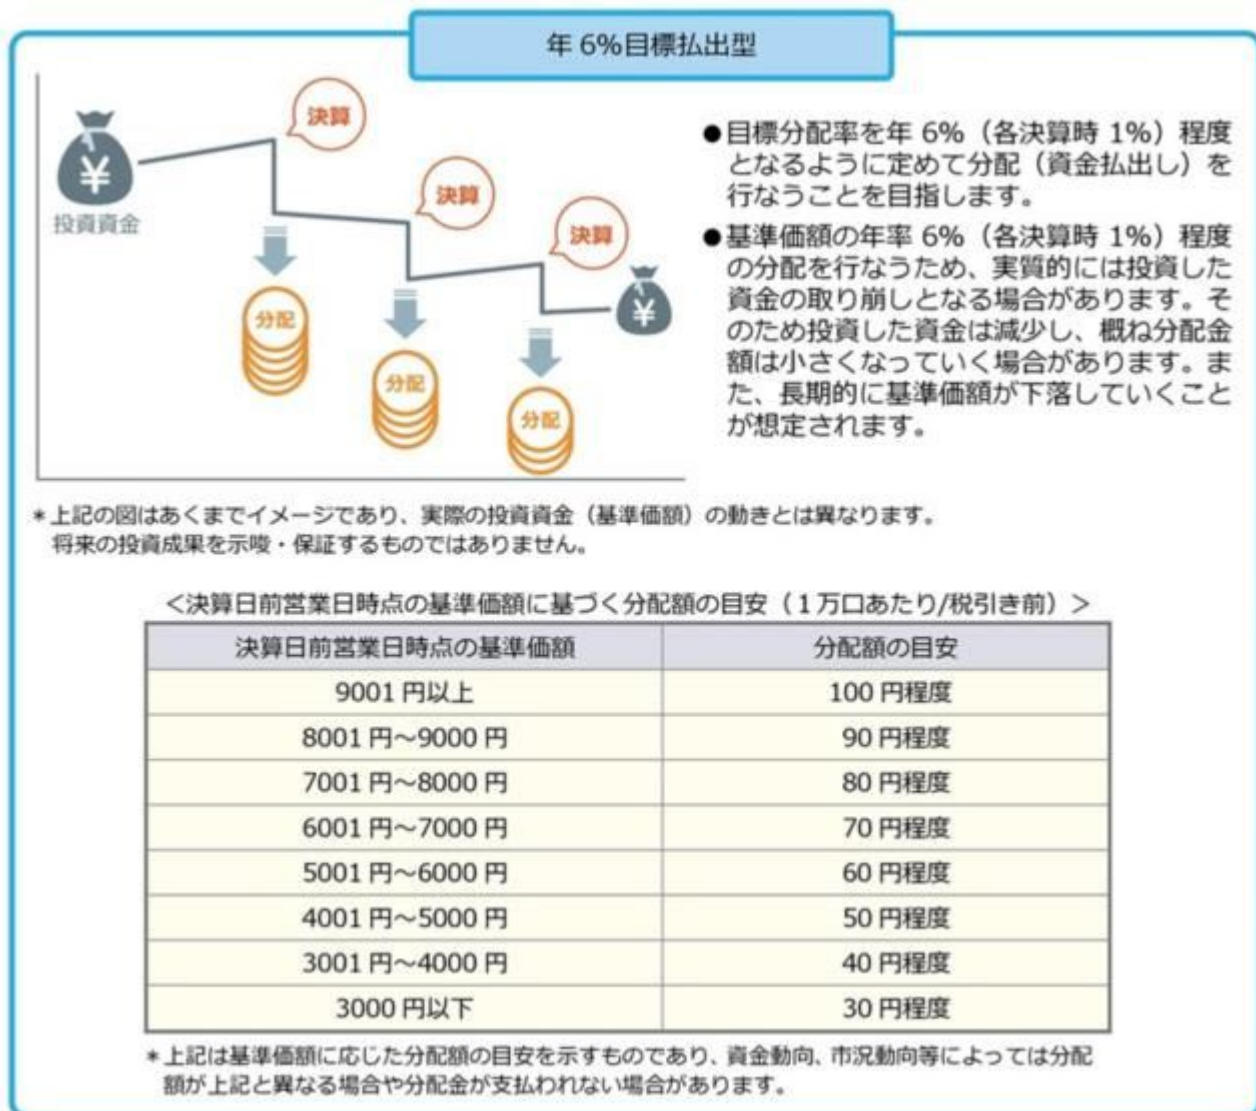 年 6%目標払出型
決算
決算
決算
¥
投資資金
¥
分配
分配
分配
●目標分配率を年 6%（各決算時 1%）程度
となるように定めて分配（資金払出し）を
行なうことを目指します。
●基準価額の年率 6%（各決算時 1%）程度
の分配を行なうため、実質的には投資した
資金の取り崩しとなる場合があります。そ
のため投資した資金は減少し、概ね分配金
額は小さくなっていく場合があります。ま
た、長期的に基準価額が下落していくこと
が想定されます。
＊上記の図はあくまでイメージであり、実際の投資資金（基準価額）の動きとは異なります。
将来の投資成果を示唆・保証するものではありません。
＜決算日前営業日時点の基準価額に基づく分配額の目安（１万口あたり/税引き前）＞
決算日前営業日時点の基準価額 分配額の目安
9001 円以上 100 円程度
8001 円～9000 円 90 円程度
7001 円～8000 円 80 円程度
6001 円～7000 円 70 円程度
5001 円～6000 円 60 円程度
4001 円～5000 円 50 円程度
3001 円～4000 円 40 円程度
3000 円以下 30 円程度
＊上記は基準価額に応じた分配額の目安を示すものであり、資金動向、市況動向等によっては分配
額が上記と異なる場合や分配金が支払われない場合があります。